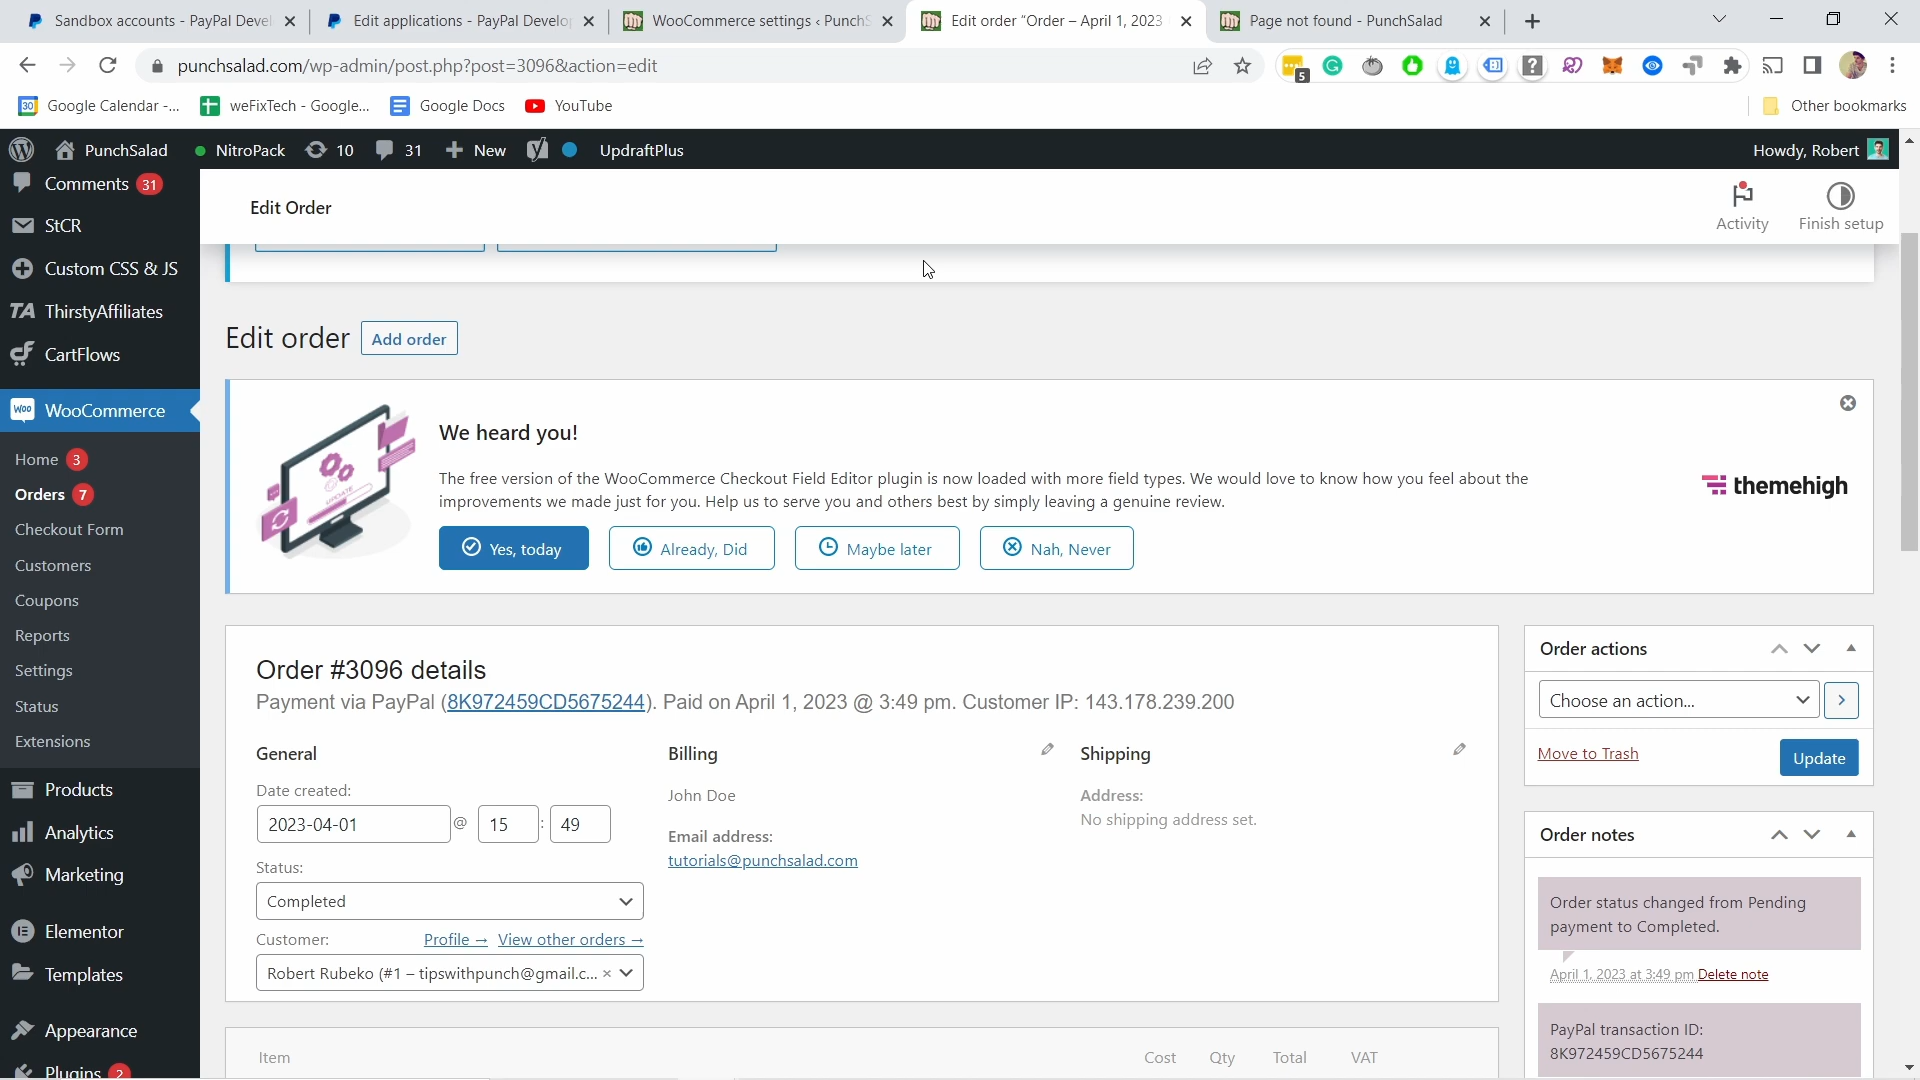 Sandbox accounts - PayPal Devel
Edit applications - PayPal Develop
WooCommerce settings ‹ PunchS
Edit order "Order – April 1, 2023
Page not found - PunchSalad
punchsalad.com/wp-admin/post.php?post=3096&action=edit
5
Google Calendar -...
weFixTech - Google...
Google Docs
YouTube
Other bookmarks
PunchSalad
NitroPack
10
31
New
UpdraftPlus
Howdy, Robert
Comments 31
StCR
Custom CSS & JS
TA ThirstyAffiliates
CartFlows
Woo WooCommerce
Home 3
Orders 7
Checkout Form
Customers
Coupons
Reports
Settings
Status
Extensions
Products
Analytics
Marketing
Elementor
Templates
Appearance
Plugins 2
Edit Order
Activity
Finish setup
Edit order
Add order
We heard you!
The free version of the WooCommerce Checkout Field Editor plugin is now loaded with more field types. We would love to know how you feel about the
improvements we made just for you. Help us to serve you and others best by simply leaving a genuine review.
Yes, today
Already, Did
Maybe later
Nah, Never
UPDATE
themehigh
Order #3096 details
Payment via PayPal (8K972459CD5675244). Paid on April 1, 2023 @ 3:49 pm. Customer IP: 143.178.239.200
General
Date created:
2023-04-01 @ 15 : 49
Status:
Completed
Customer:
Profile →
View other orders →
Robert Rubeko (#1 – tipswithpunch@gmail.c... ×
Billing
John Doe
Email address:
tutorials@punchsalad.com
Shipping
Address:
No shipping address set.
Item
Cost
Qty
Total
VAT
Order actions
Choose an action...
Move to Trash
Update
Order notes
Order status changed from Pending
payment to Completed.
April 1, 2023 at 3:49 pm Delete note
PayPal transaction ID:
8K972459CD5675244